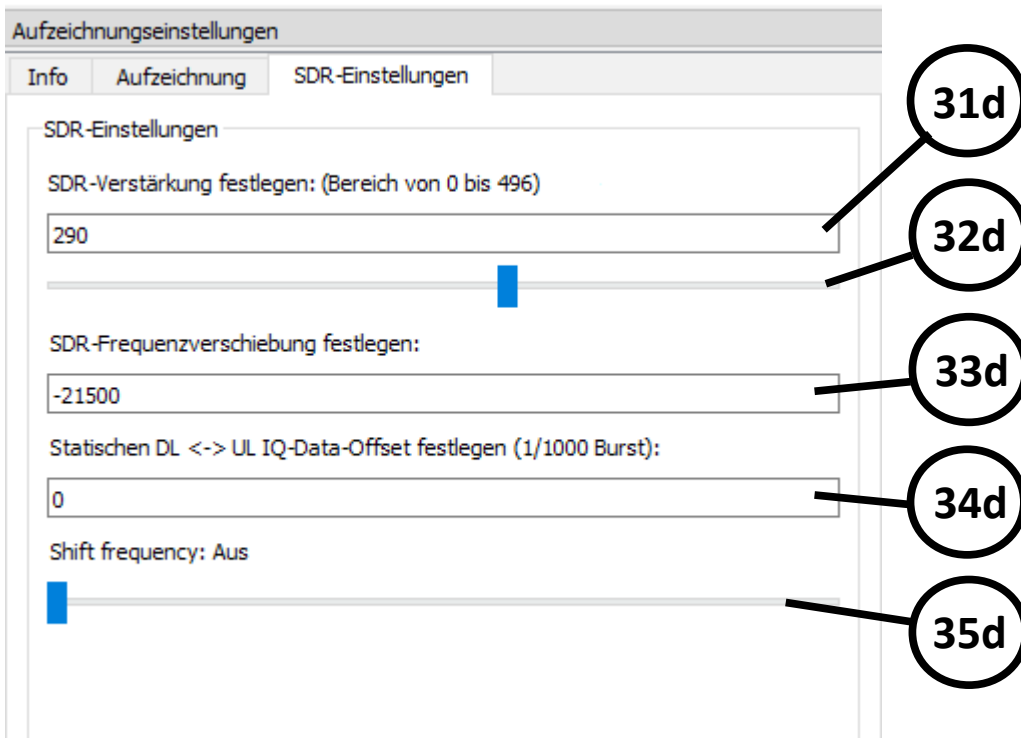 Aufzeichnungseinstellungen
Info Aufzeichnung SDR-Einstellungen
SDR-Einstellungen
SDR-Verstärkung festlegen: (Bereich von 0 bis 496)
31d
290
32d
SDR-Frequenzverschiebung festlegen:
-21500
33d
Statischen DL <-> UL IQ-Data-Offset festlegen (1/1000 Burst):
0
34d
Shift frequency: Aus
35d